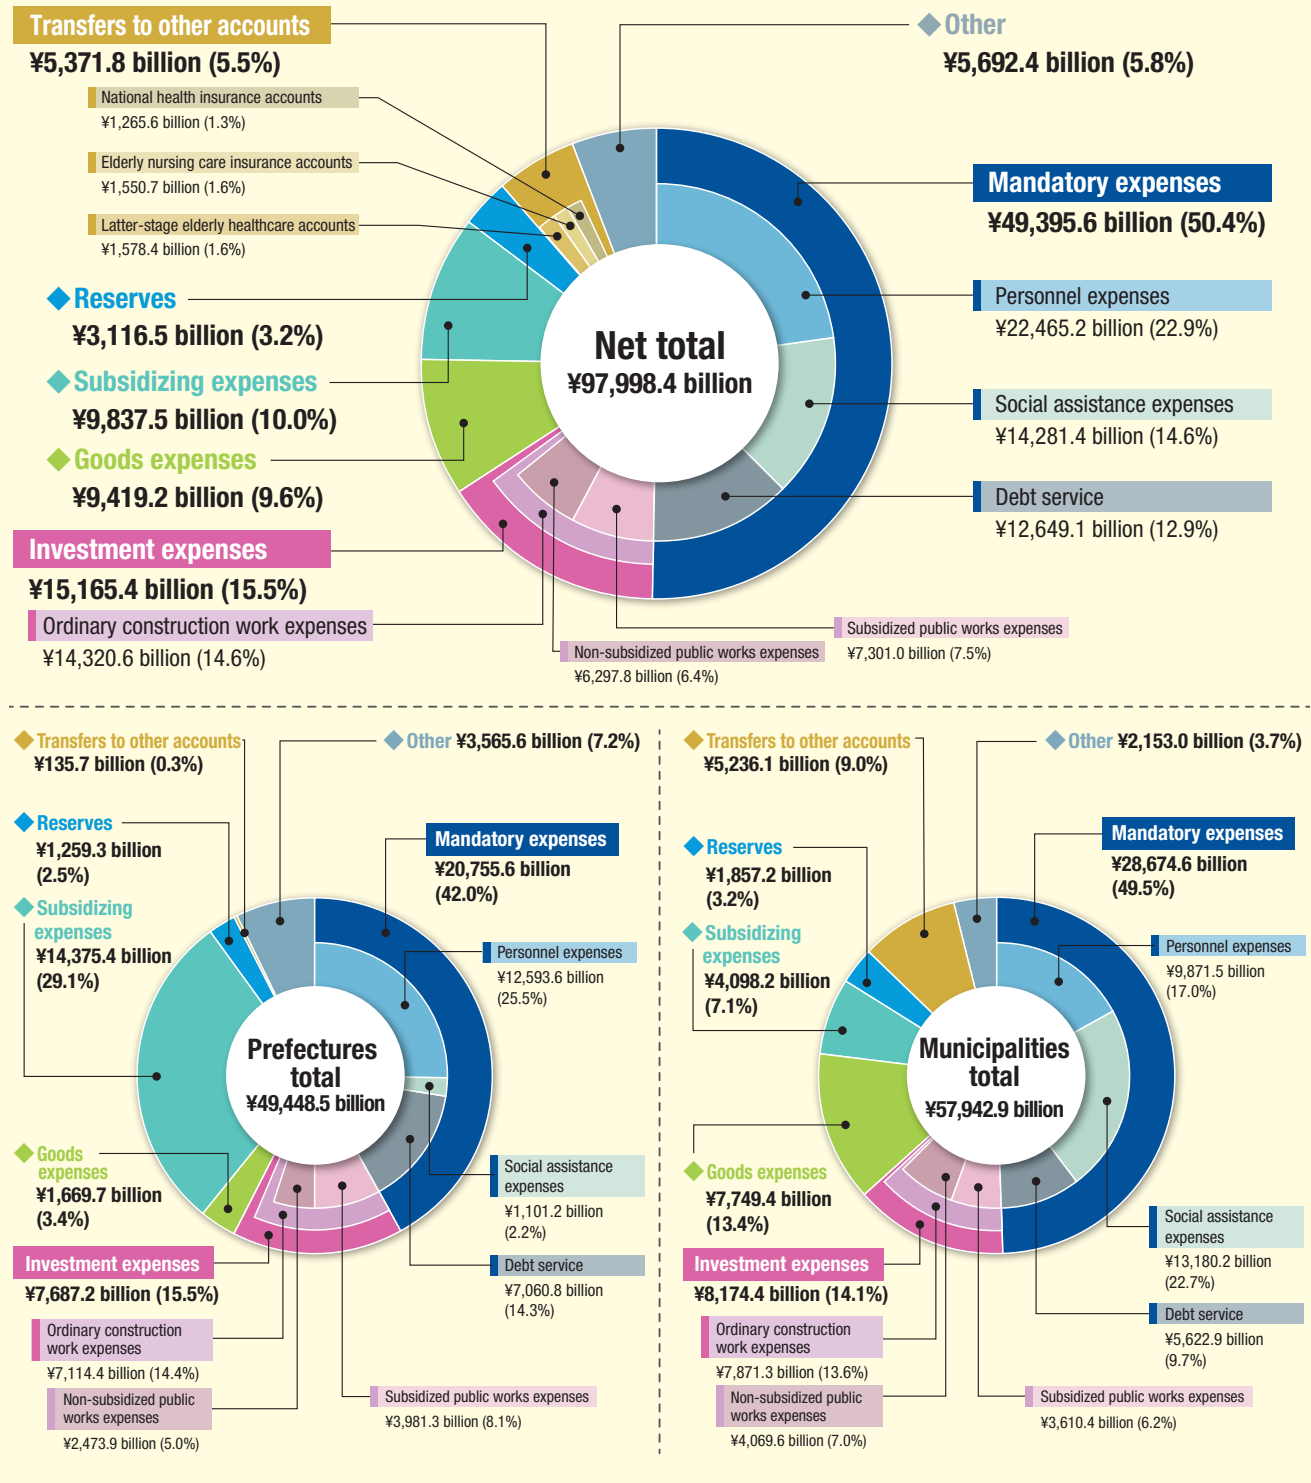 Transfers to other accounts
¥5,371.8 billion (5.5%)
National health insurance accounts
¥1,265.6 billion (1.3%)
Elderly nursing care insurance accounts
¥1,550.7 billion (1.6%)
Latter-stage elderly healthcare accounts
¥1,578.4 billion (1.6%)
Reserves
¥3,116.5 billion (3.2%)
Subsidizing expenses
¥9,837.5 billion (10.0%)
Goods expenses
¥9,419.2 billion (9.6%)
Investment expenses
¥15,165.4 billion (15.5%)
Ordinary construction work expenses
¥14,320.6 billion (14.6%)
Non-subsidized public works expenses
¥6,297.8 billion (6.4%)
Subsidized public works expenses
¥7,301.0 billion (7.5%)
Net total
¥97,998.4 billion
Other
¥5,692.4 billion (5.8%)
Mandatory expenses
¥49,395.6 billion (50.4%)
Personnel expenses
¥22,465.2 billion (22.9%)
Social assistance expenses
¥14,281.4 billion (14.6%)
Debt service
¥12,649.1 billion (12.9%)
Transfers to other accounts
¥135.7 billion (0.3%)
Other ¥3,565.6 billion (7.2%)
Reserves
¥1,259.3 billion
(2.5%)
Subsidizing
expenses
¥14,375.4 billion
(29.1%)
Goods
expenses
¥1,669.7 billion
(3.4%)
Investment expenses
¥7,687.2 billion (15.5%)
Ordinary construction
work expenses
¥7,114.4 billion (14.4%)
Non-subsidized public
works expenses
¥2,473.9 billion (5.0%)
Subsidized public works expenses
¥3,981.3 billion (8.1%)
Prefectures
total
¥49,448.5 billion
Mandatory expenses
¥20,755.6 billion
(42.0%)
Personnel expenses
¥12,593.6 billion
(25.5%)
Social assistance
expenses
¥1,101.2 billion
(2.2%)
Debt service
¥7,060.8 billion
(14.3%)
Transfers to other accounts
¥5,236.1 billion (9.0%)
Other ¥2,153.0 billion (3.7%)
Reserves
¥1,857.2 billion
(3.2%)
Subsidizing
expenses
¥4,098.2 billion
(7.1%)
Goods expenses
¥7,749.4 billion
(13.4%)
Investment expenses
¥8,174.4 billion (14.1%)
Ordinary construction
work expenses
¥7,871.3 billion (13.6%)
Non-subsidized public
works expenses
¥4,069.6 billion (7.0%)
Subsidized public works expenses
¥3,610.4 billion (6.2%)
Municipalities
total
¥57,942.9 billion
Mandatory expenses
¥28,674.6 billion
(49.5%)
Personnel expenses
¥9,871.5 billion
(17.0%)
Social assistance
expenses
¥13,180.2 billion
(22.7%)
Debt service
¥5,622.9 billion
(9.7%)